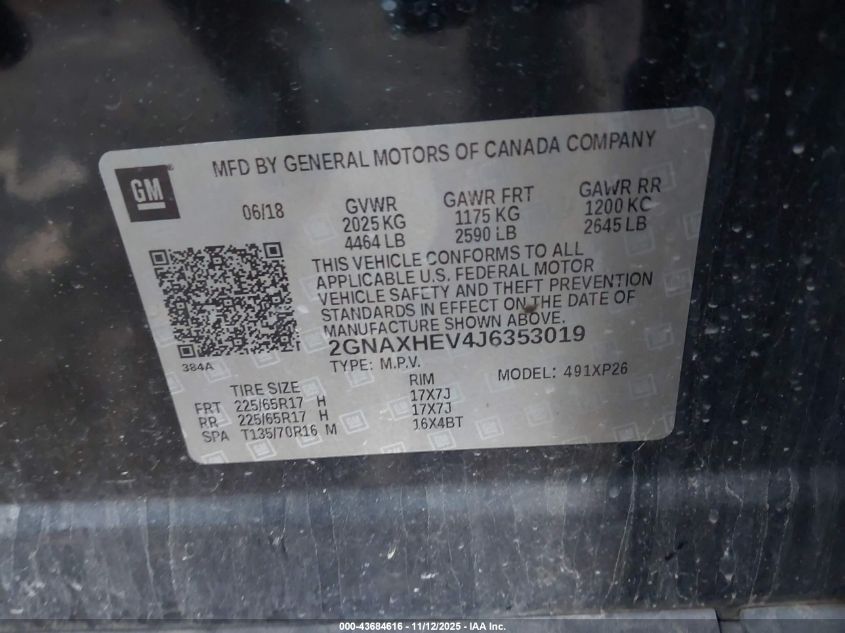 MFD BY GENERAL MOTORS OF CANADA COMPANY
GM
06/18 GVWR GAWR FRT GAWR RR
2025 KG 1175 KG 1200 KG
4464 LB 2590 LB 2645 LB
THIS VEHICLE CONFORMS TO ALL
APPLICABLE U.S. FEDERAL MOTOR
VEHICLE SAFETY AND THEFT PREVENTION
STANDARDS IN EFFECT ON THE DATE OF
MANUFACTURE SHOWN ABOVE.
2GNAXHEV4J6353019
384A
TYPE: M.P.V. MODEL: 491XP26
TIRE SIZE RIM
FRT 225/65R17 H 17X7J
RR 225/65R17 H 17X7J
SPA T135/70R16 M 16X4BT
000-43684616 - 11/12/2025 - IAA Inc.